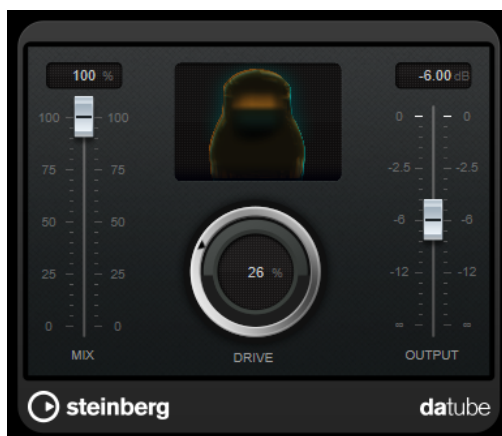 100 %
-6.00 dB
100 100
75 75
50 50
25 25
0 0
MIX
26 %
DRIVE
0 0
-2.5 -2.5
-6 -6
-12 -12
∞ ∞
OUTPUT
steinberg
datube